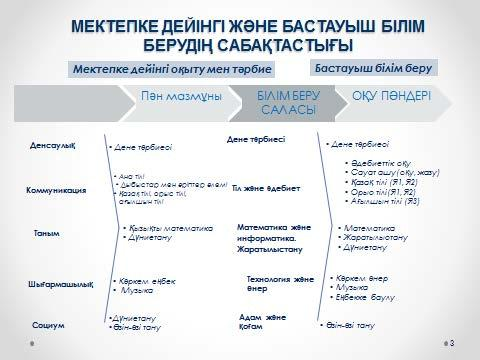 МЕКТЕПКЕ ДЕЙІНГІ ЖӘНЕ БАСТАУЫШ БІЛІМ
БЕРУДІҢ САБАҚТАСТЫҒЫ
Мектепке дейінгі оқыту мен тәрбие
Бастауыш білім беру
Пән мазмұны
БІЛІМ БЕРУ
САЛАСЫ
ОҚУ ПӘНДЕРІ
Денсаулық
• Дене тәрбиесі
Дене тәрбиесі
• Дене тәрбиесі
Коммуникация
• Ана тілі
• Дыбыстар мен әріптер әлемі
• Қазақ тілі, орыс тілі,
ағылшын тілі
Тіл және әдебиет
• Әдебиеттік оқу
• Сауат ашу (оқу, жазу)
• Қазақ тілі (Я1, Я2)
• Орыс тілі (Я1, Я2)
• Ағылшын тілі (Я3)
Таным
• Қызықты математика
• Дүниетану
Математика және
информатика.
Жаратылыстану
• Математика
• Жаратылыстану
• Дүниетану
Шығармашылық
• Көркем еңбек
• Музыка
Технология және
өнер
• Көркем өнер
• Музыка
• Еңбекке баулу
Социум
• Дүниетану
• Өзін-өзі тану
Адам және
қоғам
• Өзін-өзі тану
3